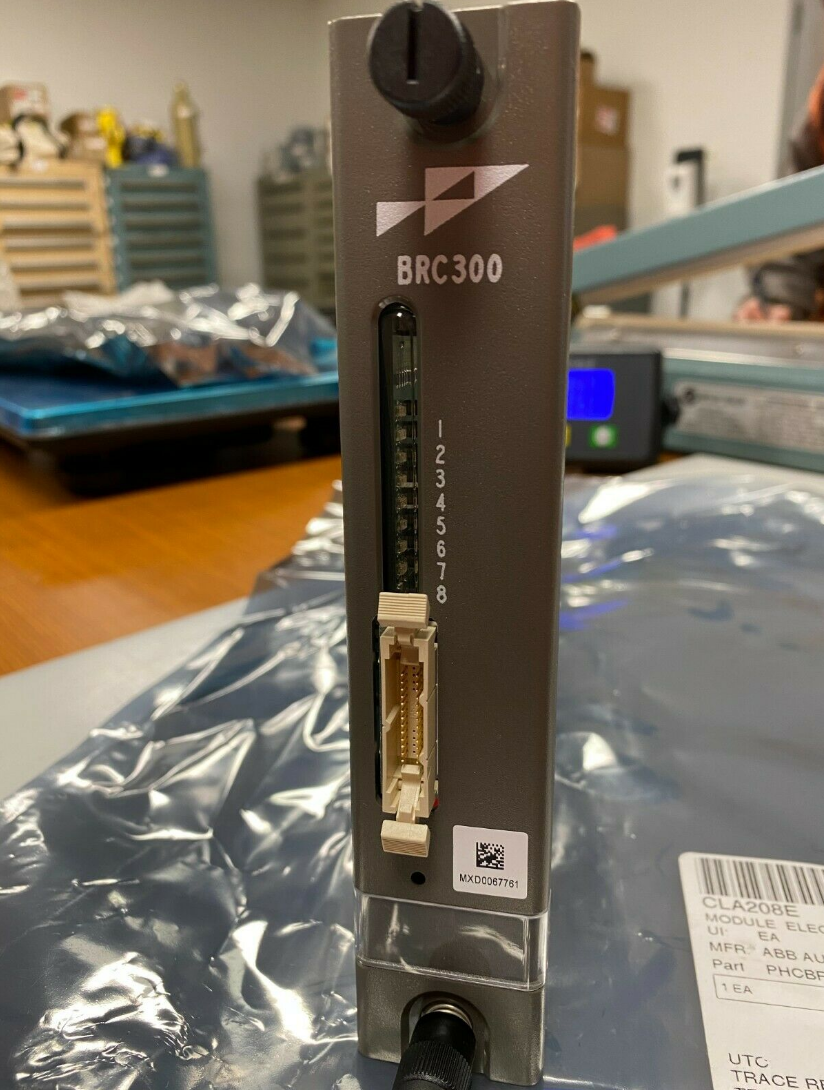 BRC300
1
2
3
4
5
6
7
8
MXD0067761
CLA208E
MODULE ELEC
UI: EA
MFR: ABB AU
Part PHCBR
1 EA
UTC
TRACE R